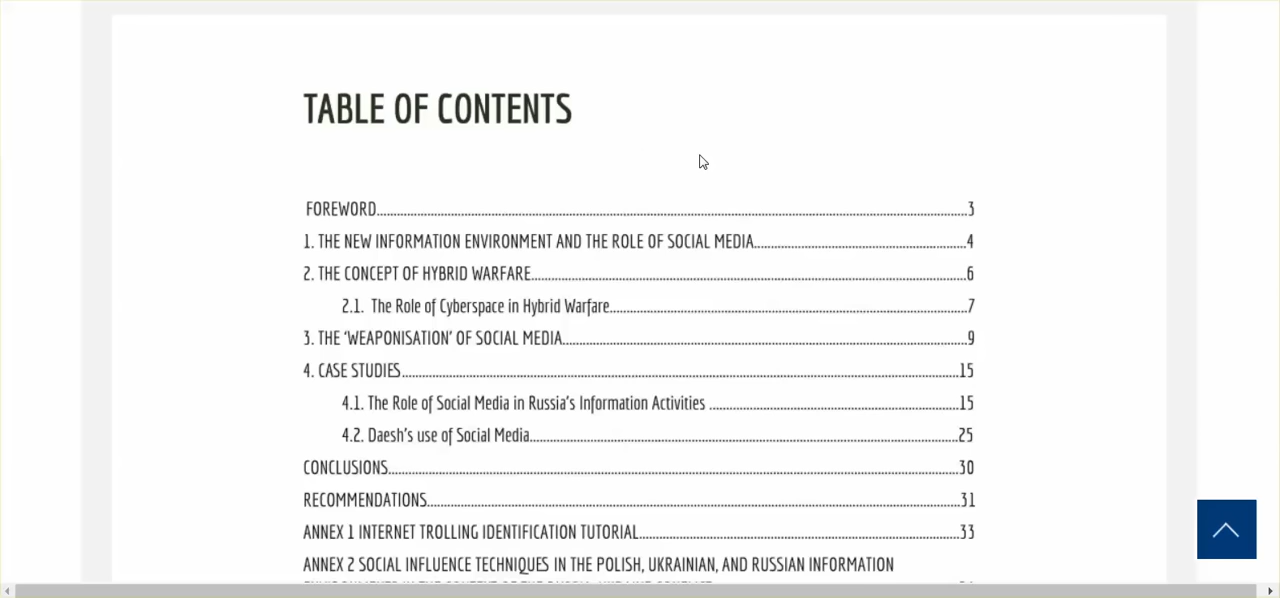 TABLE OF CONTENTS
FOREWORD....................3
1. THE NEW INFORMATION ENVIRONMENT AND THE ROLE OF SOCIAL MEDIA....................4
2. THE CONCEPT OF HYBRID WARFARE....................6
2.1. The Role of Cyberspace in Hybrid Warfare....................7
3. THE ‘WEAPONISATION’ OF SOCIAL MEDIA....................9
4. CASE STUDIES....................15
4.1. The Role of Social Media in Russia's Information Activities ....................15
4.2. Daesh's use of Social Media....................25
CONCLUSIONS....................30
RECOMMENDATIONS....................31
ANNEX 1 INTERNET TROLLING IDENTIFICATION TUTORIAL....................33
ANNEX 2 SOCIAL INFLUENCE TECHNIQUES IN THE POLISH, UKRAINIAN, AND RUSSIAN INFORMATION